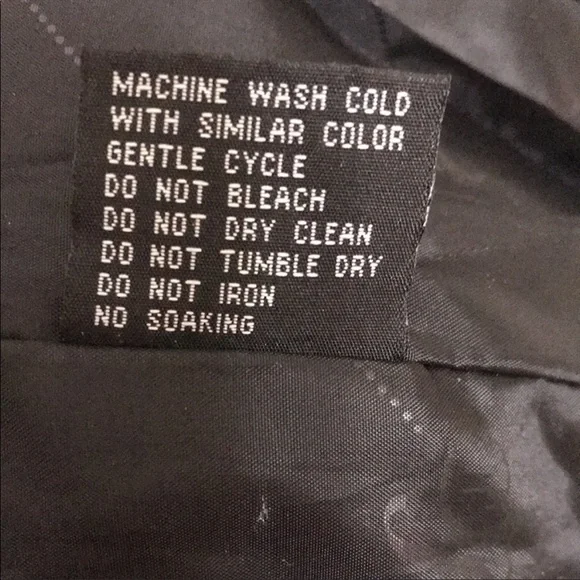 MACHINE WASH COLD
WITH SIMILAR COLOR
GENTLE CYCLE
DO NOT BLEACH
DO NOT DRY CLEAN
DO NOT TUMBLE DRY
DO NOT IRON
NO SOAKING